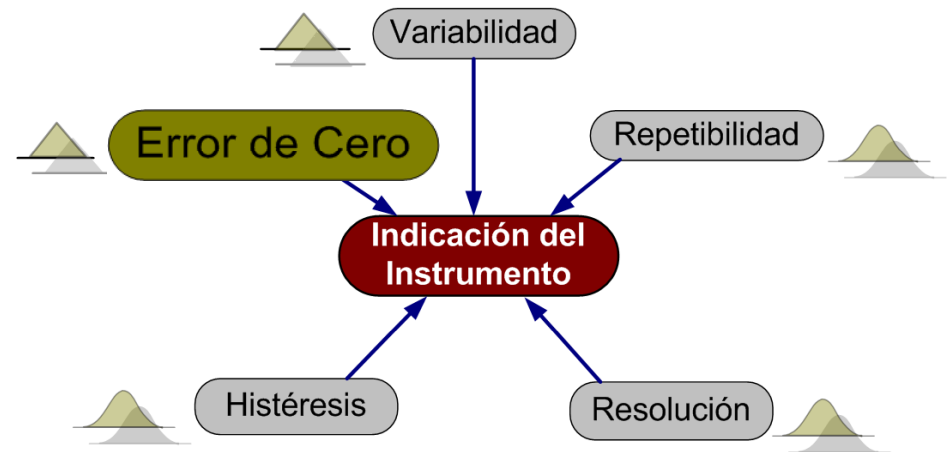 Variabilidad
Error de Cero
Repetibilidad
Indicación del
Instrumento
Histéresis
Resolución